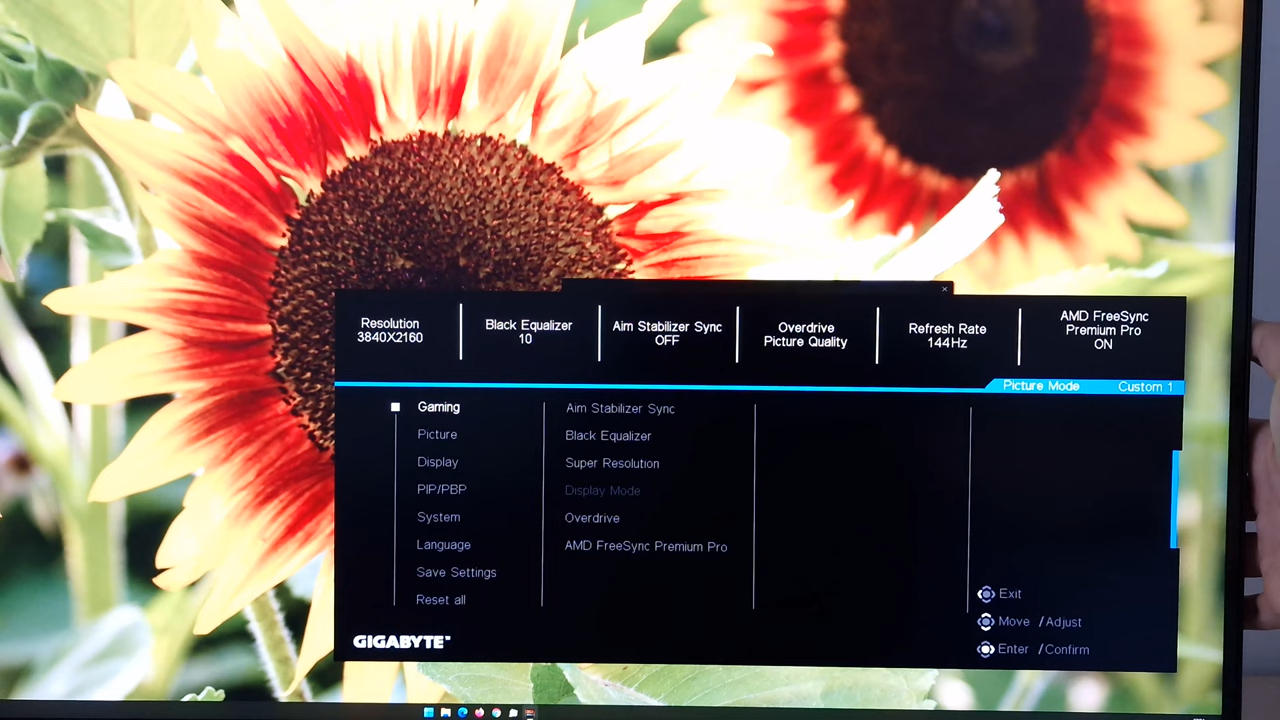 Resolution
3840X2160
Black Equalizer
10
Aim Stabilizer Sync
OFF
Overdrive
Picture Quality
Refresh Rate
144Hz
AMD FreeSync
Premium Pro
ON
Picture Mode Custom 1
Gaming
Picture
Display
PIP/PBP
System
Language
Save Settings
Reset all
Aim Stabilizer Sync
Black Equalizer
Super Resolution
Display Mode
Overdrive
AMD FreeSync Premium Pro
Exit
Move /Adjust
Enter /Confirm
GIGABYTE™